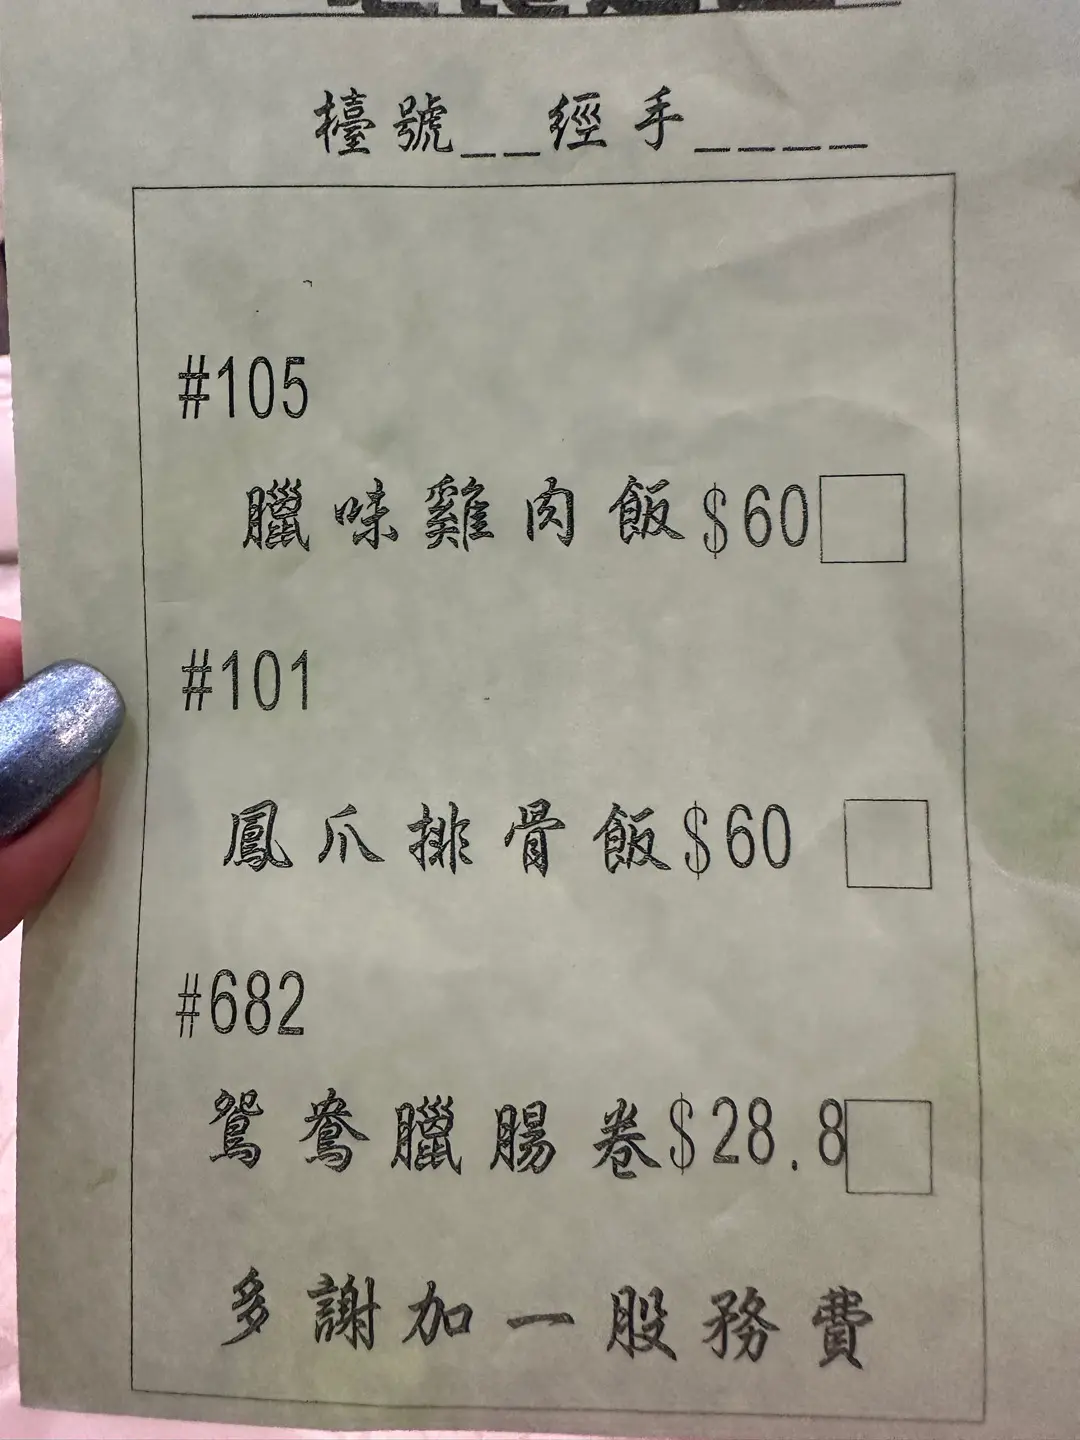 檯號__經手____
#105
臘味雞肉飯$60
#101
鳳爪排骨飯$60
#682
鴛鴦臘腸卷$28.8
多謝加一股務費